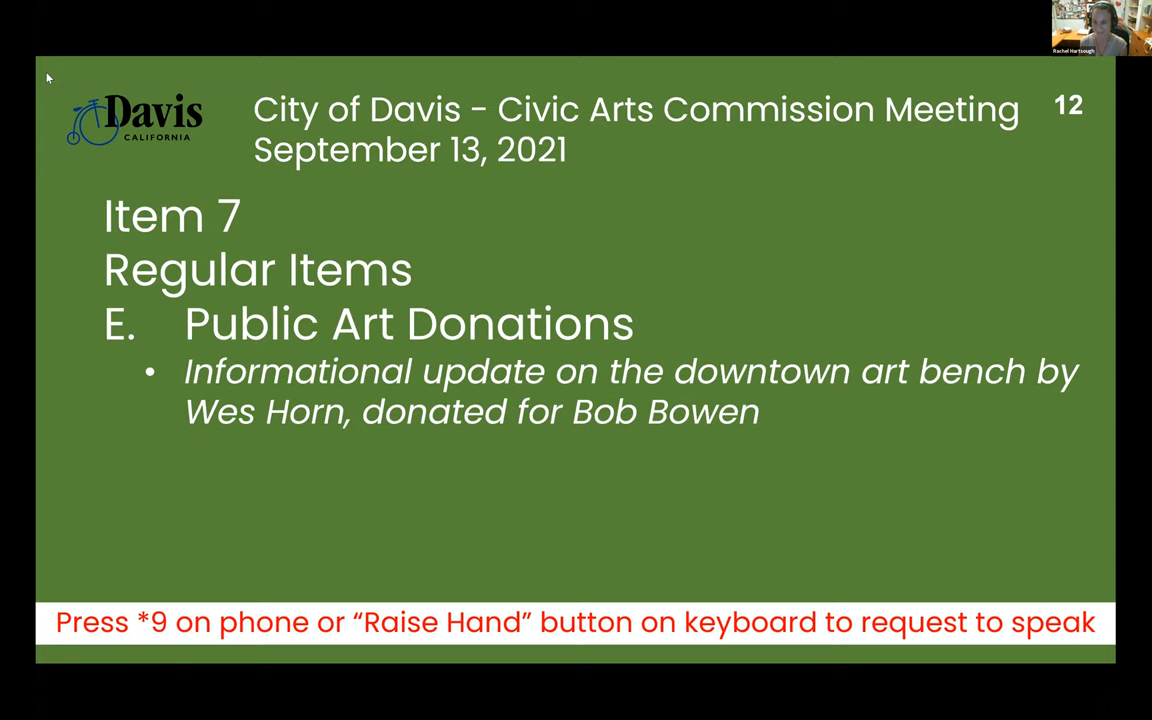 Rachel Hartsough
Davis
CALIFORNIA
City of Davis - Civic Arts Commission Meeting
September 13, 2021
12
Item 7
Regular Items
E. Public Art Donations
• Informational update on the downtown art bench by
Wes Horn, donated for Bob Bowen
Press *9 on phone or “Raise Hand” button on keyboard to request to speak